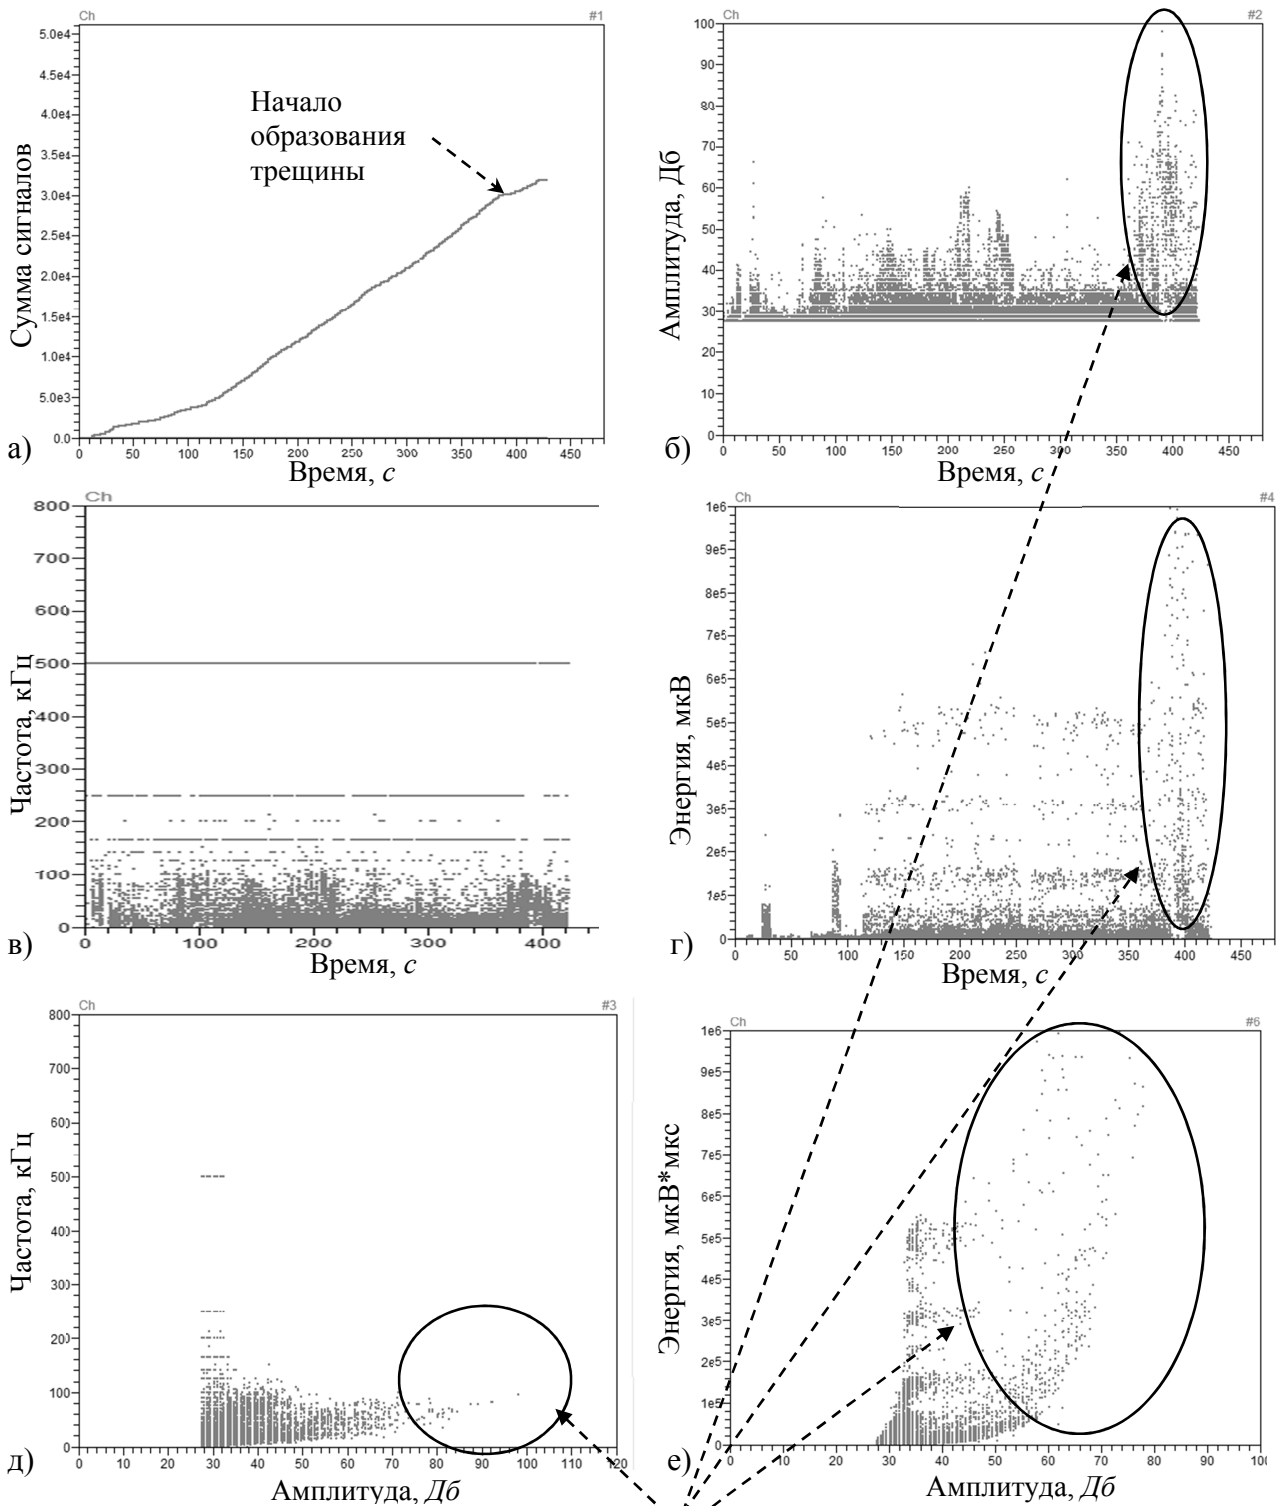 Ch #1
5.0e4
4.5e4
4.0e4
3.5e4
3.0e4
2.5e4
2.0e4
1.5e4
1.0e4
5.0e3
0.0
Сумма сигналов
Начало
образования
трещины
0 50 100 150 200 250 300 350 400 450
а)
Время, с
Ch #2
100
90
80
70
60
50
40
30
20
10
0
Амплитуда, Дб
0 50 100 150 200 250 300 350 400 450
б)
Время, с
Ch
800
700
600
500
400
300
200
100
0
Частота, кГц
0 100 200 300 400
в)
Время, с
Ch #4
1e6
9e5
8e5
7e5
6e5
5e5
4e5
3e5
2e5
1e5
0
Энергия, мкВ
0 50 100 150 200 250 300 350 400 450
г)
Время, с
Ch #3
800
700
600
500
400
300
200
100
0
Частота, кГц
0 10 20 30 40 50 60 70 80 90 100 110 120
д)
Амплитуда, Дб
Ch #6
1e6
9e5
8e5
7e5
6e5
5e5
4e5
3e5
2e5
1e5
0
Энергия, мкВ*мкс
0 10 20 30 40 50 60 70 80 90 100
е)
Амплитуда, Дб